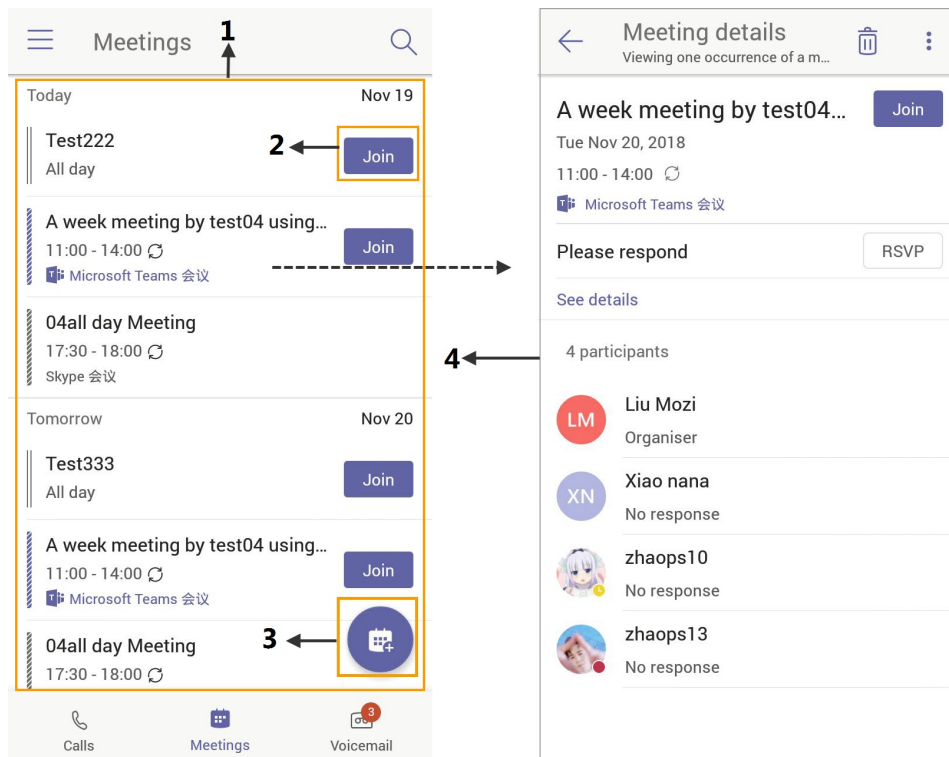 Meetings
1
Today Nov 19
Test222
All day
2
Join
A week meeting by test04 using...
11:00 - 14:00
Join
Microsoft Teams 会议
04all day Meeting
17:30 - 18:00
Skype 会议
Tomorrow Nov 20
Test333
All day
Join
A week meeting by test04 using...
11:00 - 14:00
Join
Microsoft Teams 会议
04all day Meeting
17:30 - 18:00
3
3
Calls Meetings Voicemail
4
Meeting details
Viewing one occurrence of a m...
A week meeting by test04...
Join
Tue Nov 20, 2018
11:00 - 14:00
Microsoft Teams 会议
Please respond RSVP
See details
4 participants
LM
Liu Mozi
Organiser
XN
Xiao nana
No response
zhaops10
No response
zhaops13
No response